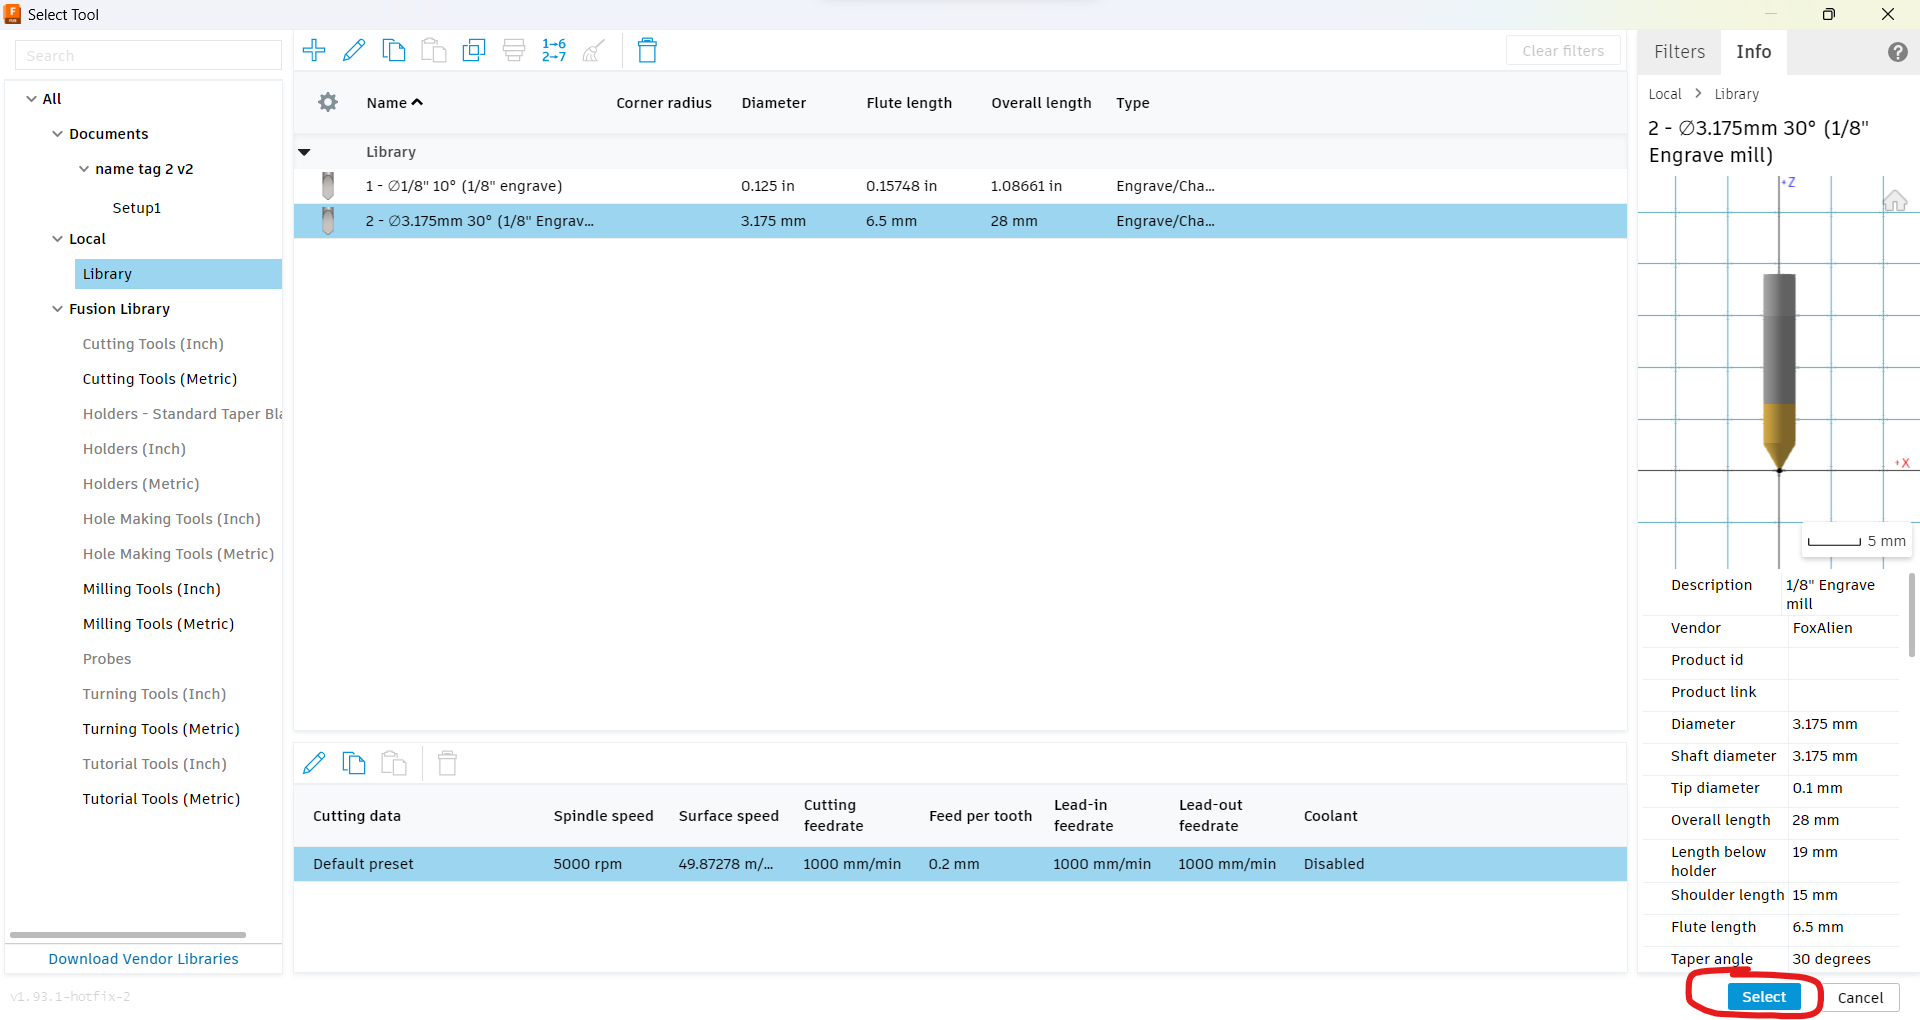 Select Tool
Search
All
Documents
name tag 2 v2
Setup1
Local
Library
Fusion Library
Cutting Tools (Inch)
Cutting Tools (Metric)
Holders - Standard Taper Bla
Holders (Inch)
Holders (Metric)
Hole Making Tools (Inch)
Hole Making Tools (Metric)
Milling Tools (Inch)
Milling Tools (Metric)
Probes
Turning Tools (Inch)
Turning Tools (Metric)
Tutorial Tools (Inch)
Tutorial Tools (Metric)
Download Vendor Libraries
v1.93.1-hotfix-2
1→6
2→7
Clear filters
Name Corner radius Diameter Flute length Overall length Type
Library
1 - ∅1/8" 10° (1/8" engrave) 0.125 in 0.15748 in 1.08661 in Engrave/Cha...
2 - ∅3.175mm 30° (1/8" Engrav... 3.175 mm 6.5 mm 28 mm Engrave/Cha...
Cutting data Spindle speed Surface speed Cutting feedrate Feed per tooth Lead-in feedrate Lead-out feedrate Coolant
Default preset 5000 rpm 49.87278 m/... 1000 mm/min 0.2 mm 1000 mm/min 1000 mm/min Disabled
Filters Info ?
Local > Library
2 - ∅3.175mm 30° (1/8"
Engrave mill)
+Z
+X
5 mm
Description 1/8" Engrave
mill
Vendor FoxAlien
Product id
Product link
Diameter 3.175 mm
Shaft diameter 3.175 mm
Tip diameter 0.1 mm
Overall length 28 mm
Length below holder 19 mm
Shoulder length 15 mm
Flute length 6.5 mm
Taper angle 30 degrees
Select Cancel